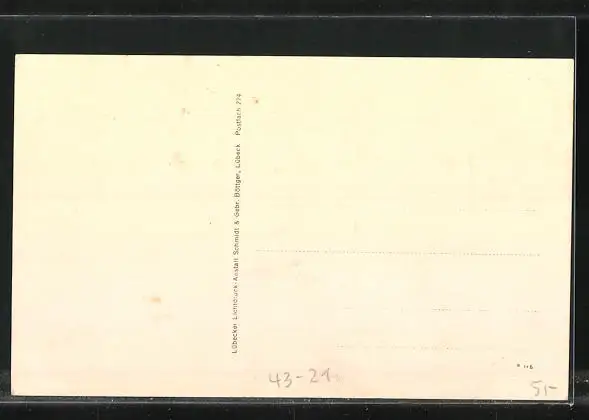 Lübecker Lichtdruck-Anstalt Schmidt & Gebr. Böttger, Lübeck Postfach 274
43-21
51-